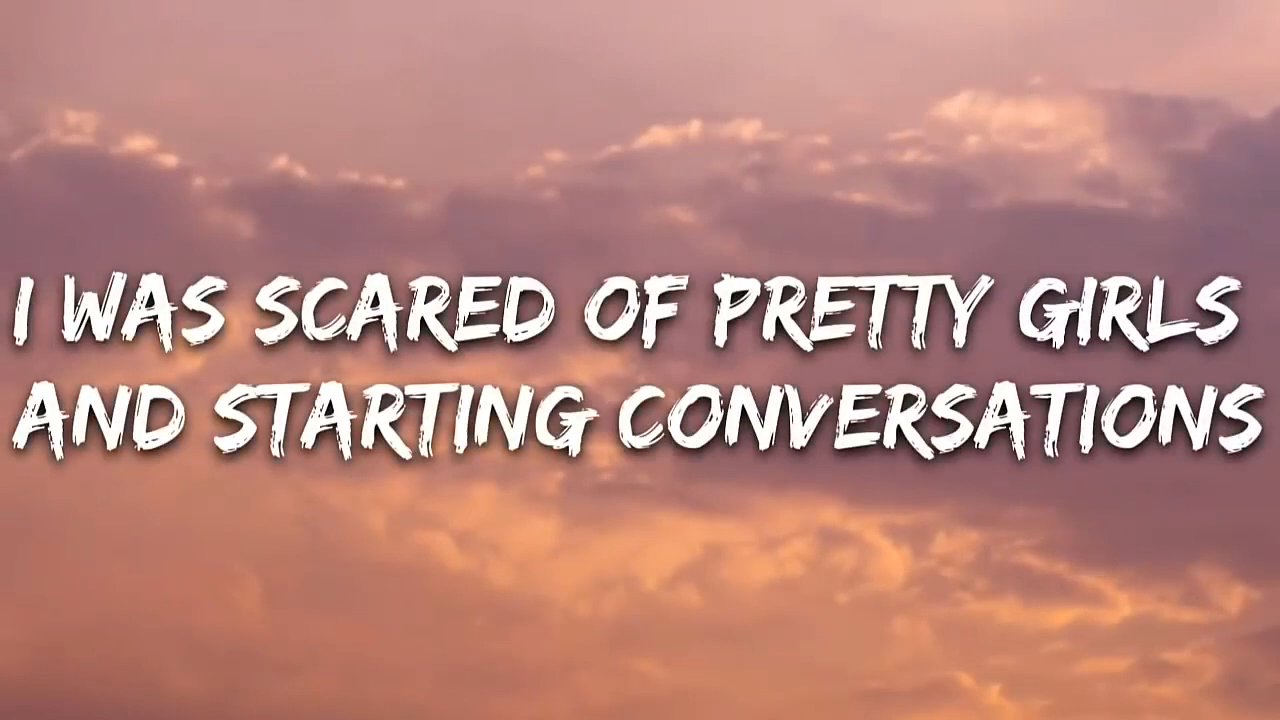 I WAS SCARED OF PRETTY GIRLS
AND STARTING CONVERSATIONS